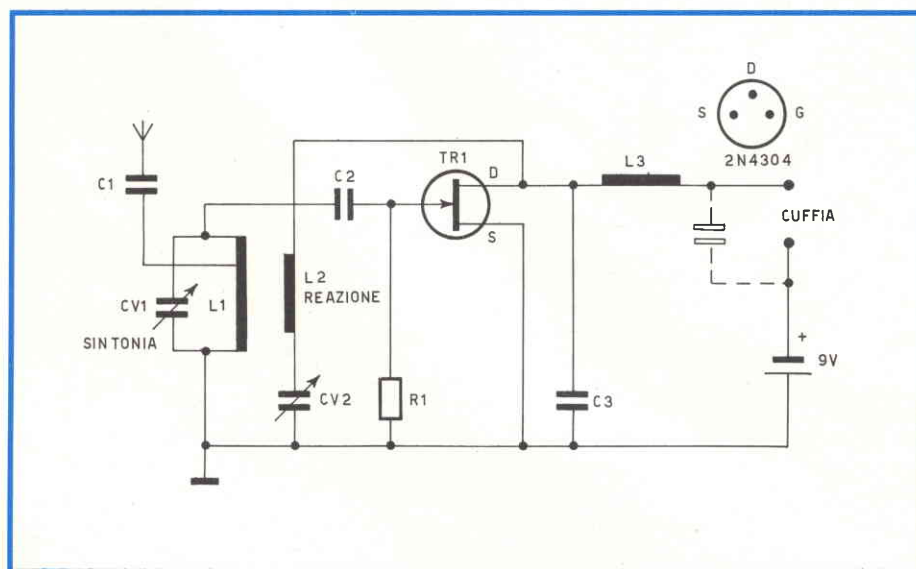 D
S
G
2N4304
TR1
D
S
C1
C2
L3
CUFFIA
L2
REAZIONE
CV1
L1
SINTONIA
CV2
R1
C3
+
9V